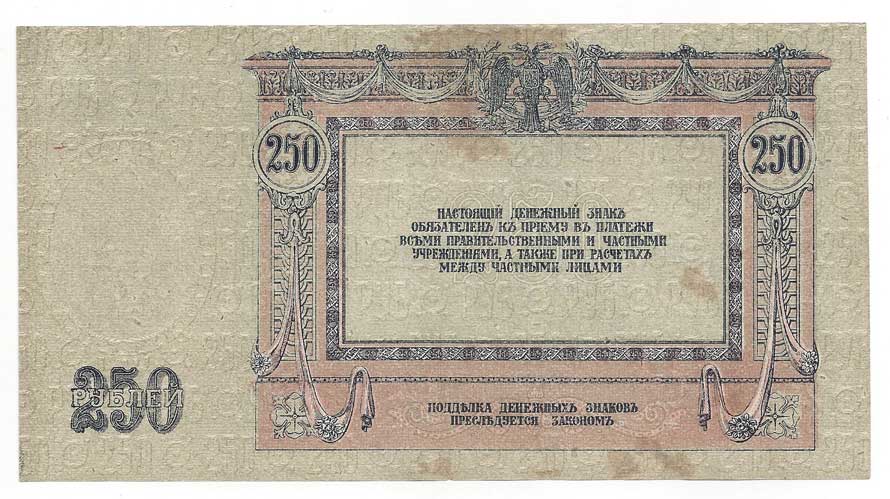 250
250
НАСТОЯЩІЙ ДЕНЕЖНЫЙ ЗНАКЪ
ОБЯЗАТЕЛЕНЪ КЪ ПРІЕМУ ВЪ ПЛАТЕЖИ
ВСѢМИ ПРАВИТЕЛЬСТВЕННЫМИ И ЧАСТНЫМИ
УЧРЕЖДЕНІЯМИ, А ТАКЖЕ ПРИ РАСЧЕТАХЪ
МЕЖДУ ЧАСТНЫМИ ЛИЦАМИ
250
РУБЛЕЙ
ПОДДѢЛКА ДЕНЕЖНЫХЪ ЗНАКОВЪ
ПРЕСЛѢДУЕТСЯ ЗАКОНОМЪ